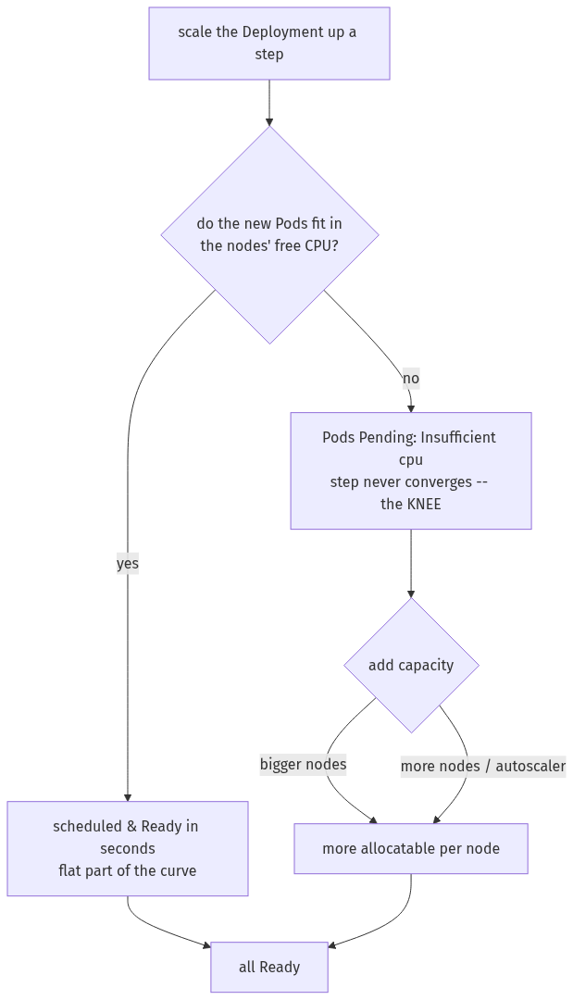 scale the Deployment up a
step
do the new Pods fit in
the nodes' free CPU?
no
Pods Pending: Insufficient
cpu
step never converges --
the KNEE
yes
add capacity
bigger nodes
more nodes / autoscaler
scheduled & Ready in
seconds
flat part of the curve
more allocatable per node
all Ready